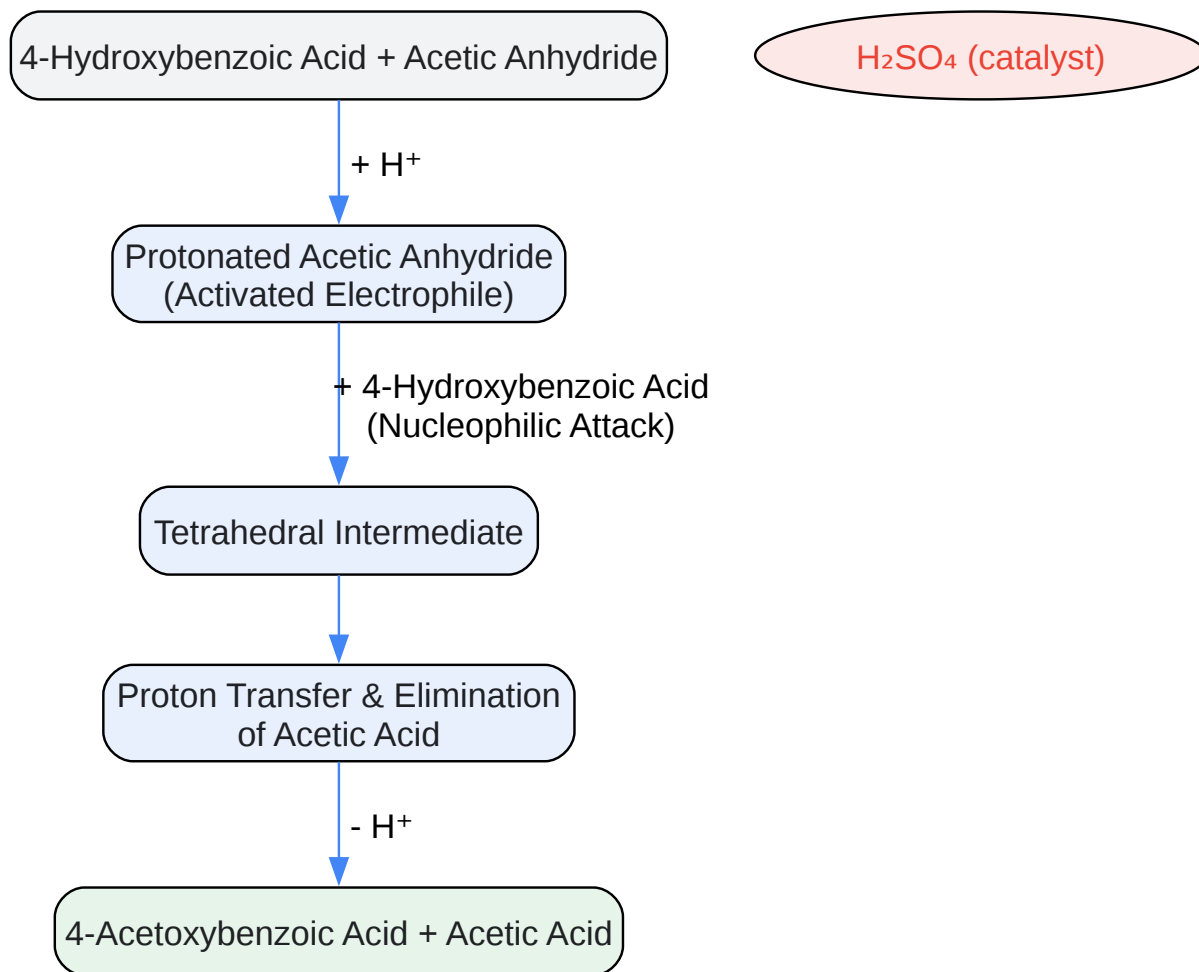 4-Hydroxybenzoic Acid + Acetic Anhydride
H₂SO₄ (catalyst)
+ H⁺
Protonated Acetic Anhydride
(Activated Electrophile)
+ 4-Hydroxybenzoic Acid
(Nucleophilic Attack)
Tetrahedral Intermediate
Proton Transfer & Elimination
of Acetic Acid
- H⁺
4-Acetoxybenzoic Acid + Acetic Acid